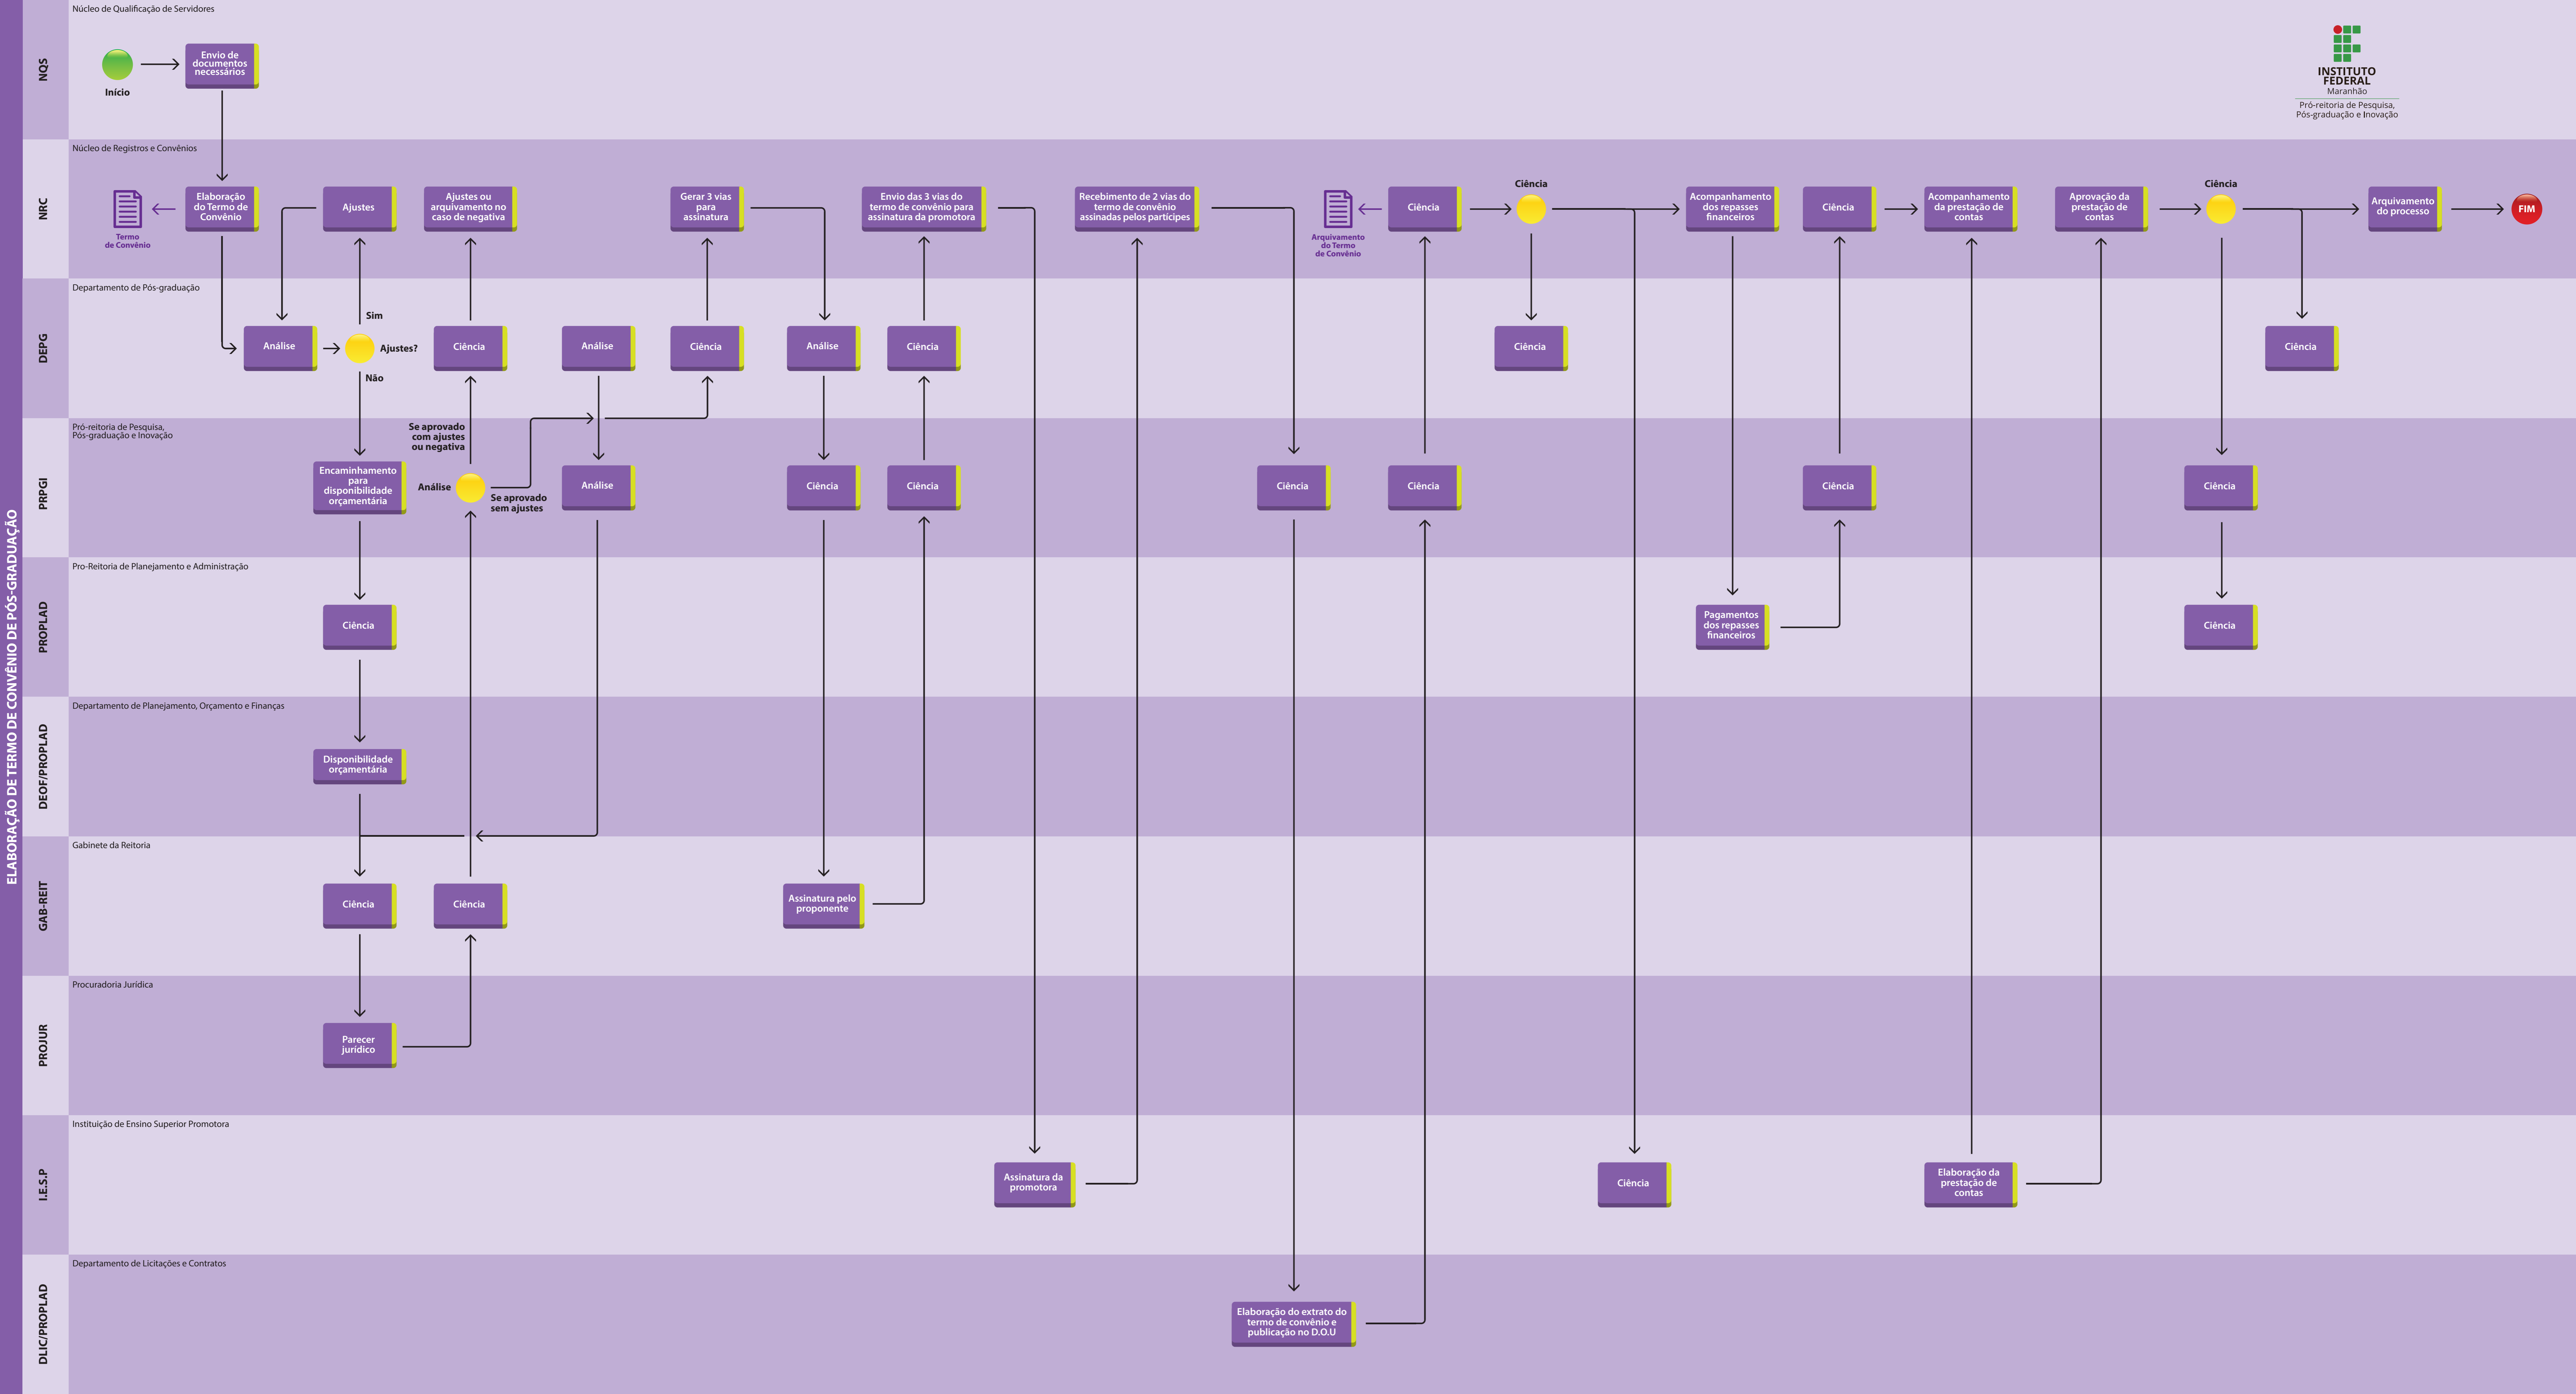 ELABORAÇÃO DE TERMO DE CONVÊNIO DE PÓS-GRADUAÇÃO
NQS
Núcleo de Qualificação de Servidores
Início
Envio de
documentos
necessários
INSTITUTO
FEDERAL
Maranhão
Pró-reitoria de Pesquisa,
Pós-graduação e Inovação
NRC
Núcleo de Registros e Convênios
Termo
de Convênio
Elaboração
do Termo de
Convênio
Ajustes
Ajustes ou
arquivamento no
caso de negativa
Gerar 3 vias
para
assinatura
Envio das 3 vias do
termo de convênio para
assinatura da promotora
Recebimento de 2 vias do
termo de convênio
assinadas pelos partícipes
Arquivamento
do Termo
de Convênio
Ciência
Ciência
Acompanhamento
dos repasses
financeiros
Ciência
Acompanhamento
da prestação de
contas
Aprovação da
prestação de
contas
Ciência
Arquivamento
do processo
FIM
DEPG
Departamento de Pós-graduação
Análise
Sim
Ajustes?
Não
Ciência
Análise
Ciência
Análise
Ciência
Ciência
Ciência
PRPGI
Pró-reitoria de Pesquisa,
Pós-graduação e Inovação
Encaminhamento
para
disponibilidade
orçamentária
Se aprovado
com ajustes
ou negativa
Análise
Se aprovado
sem ajustes
Análise
Ciência
Ciência
Ciência
Ciência
Ciência
Ciência
PROPLAD
Pro-Reitoria de Planejamento e Administração
Ciência
Pagamentos
dos repasses
financeiros
Ciência
DEOF/PROPLAD
Departamento de Planejamento, Orçamento e Finanças
Disponibilidade
orçamentária
GAB-REIT
Gabinete da Reitoria
Ciência
Ciência
Assinatura pelo
proponente
PROJUR
Procuradoria Jurídica
Parecer
jurídico
I.E.S.P
Instituição de Ensino Superior Promotora
Assinatura da
promotora
Ciência
Elaboração da
prestação de
contas
DLIC/PROPLAD
Departamento de Licitações e Contratos
Elaboração do extrato do
termo de convênio e
publicação no D.O.U